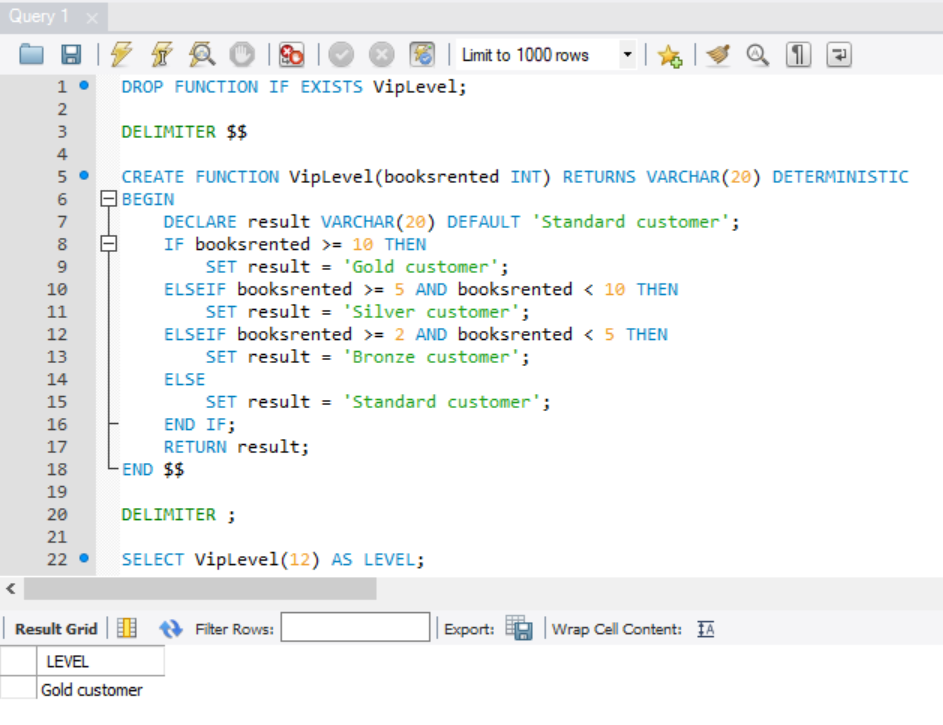 Query 1
Limit to 1000 rows
1 DROP FUNCTION IF EXISTS VipLevel;
2
3 DELIMITER $$
4
5 CREATE FUNCTION VipLevel(booksrented INT) RETURNS VARCHAR(20) DETERMINISTIC
6 BEGIN
7     DECLARE result VARCHAR(20) DEFAULT 'Standard customer';
8     IF booksrented >= 10 THEN
9         SET result = 'Gold customer';
10     ELSEIF booksrented >= 5 AND booksrented < 10 THEN
11         SET result = 'Silver customer';
12     ELSEIF booksrented >= 2 AND booksrented < 5 THEN
13         SET result = 'Bronze customer';
14     ELSE
15         SET result = 'Standard customer';
16     END IF;
17     RETURN result;
18 END $$
19
20 DELIMITER ;
21
22 SELECT VipLevel(12) AS LEVEL;
Result Grid Filter Rows: Export: Wrap Cell Content:
LEVEL
Gold customer